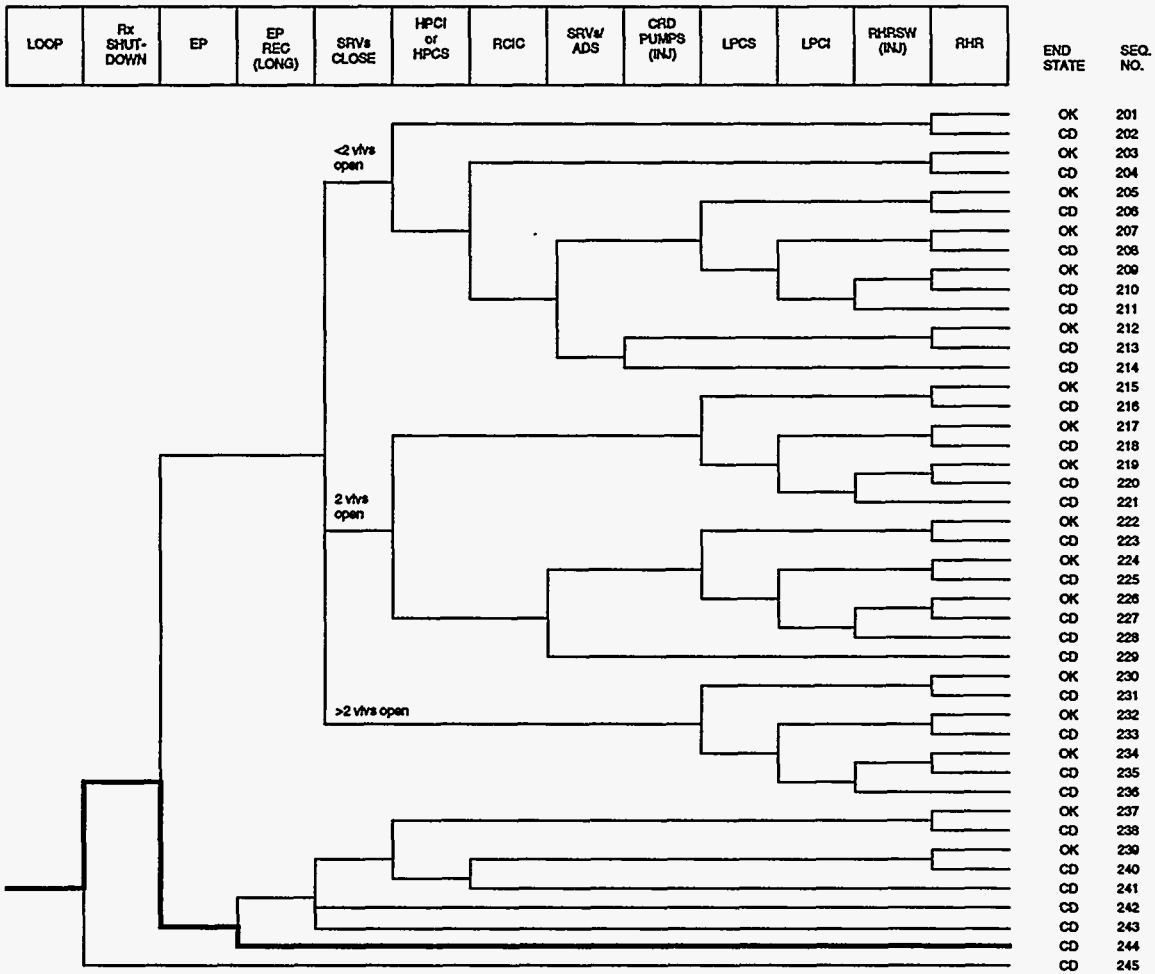 LOOP
Rx
SHUT-
DOWN
EP
EP
REC
(LONG)
SRVs
CLOSE
HPCI
or
HPCS
RCIC
SRVs/
ADS
CRD
PUMPS
(INJ)
LPCS
LPCI
RHRSW
(INJ)
RHR
END
STATE
SEQ.
NO.
<2 vlvs
open
2 vlvs
open
>2 vlvs open
OK 201
CD 202
OK 203
CD 204
OK 205
CD 206
OK 207
CD 208
OK 209
CD 210
CD 211
OK 212
CD 213
CD 214
OK 215
CD 216
OK 217
CD 218
OK 219
CD 220
CD 221
OK 222
CD 223
OK 224
CD 225
OK 226
CD 227
CD 228
CD 229
OK 230
CD 231
OK 232
CD 233
OK 234
CD 235
CD 236
OK 237
CD 238
OK 239
CD 240
CD 241
CD 242
CD 243
CD 244
CD 245